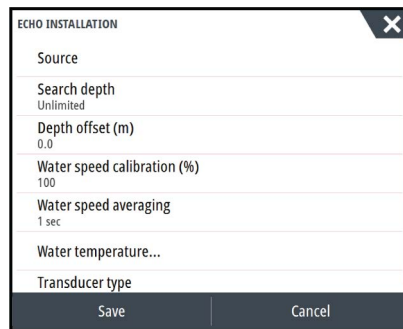 ECHO INSTALLATION
Source
Search depth
Unlimited
Depth offset (m)
0.0
Water speed calibration (%)
100
Water speed averaging
1 sec
Water temperature...
Transducer type
Save
Cancel